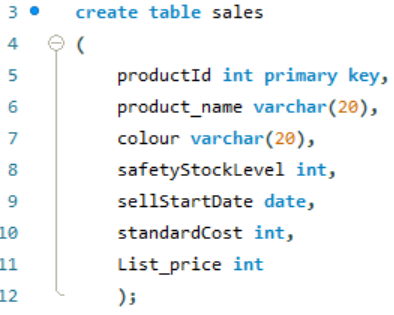 3 create table sales
4 (
5 productId int primary key,
6 product_name varchar(20),
7 colour varchar(20),
8 safetyStockLevel int,
9 sellStartDate date,
10 standardCost int,
11 List_price int
12 );